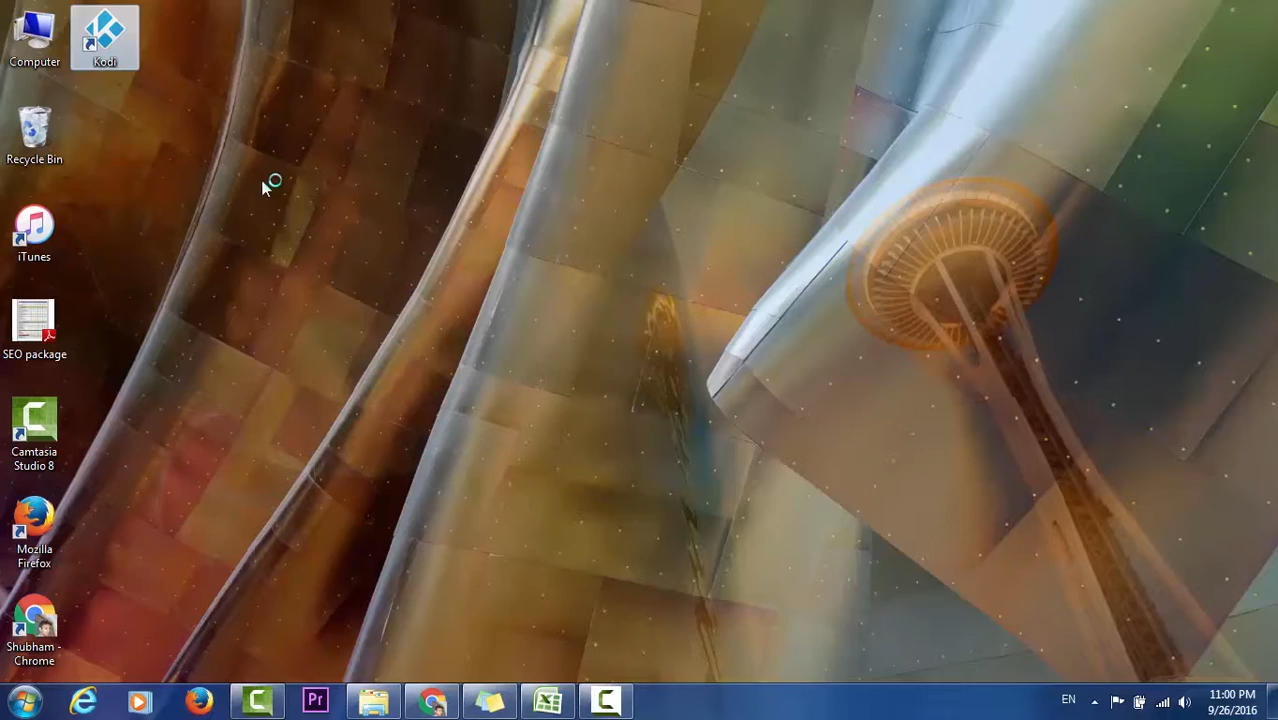 Computer
Kodi
Recycle Bin
iTunes
SEO package
Camtasia
Studio 8
Mozilla
Firefox
Shubham -
Chrome
Pr
EN
11:00 PM
9/26/2016